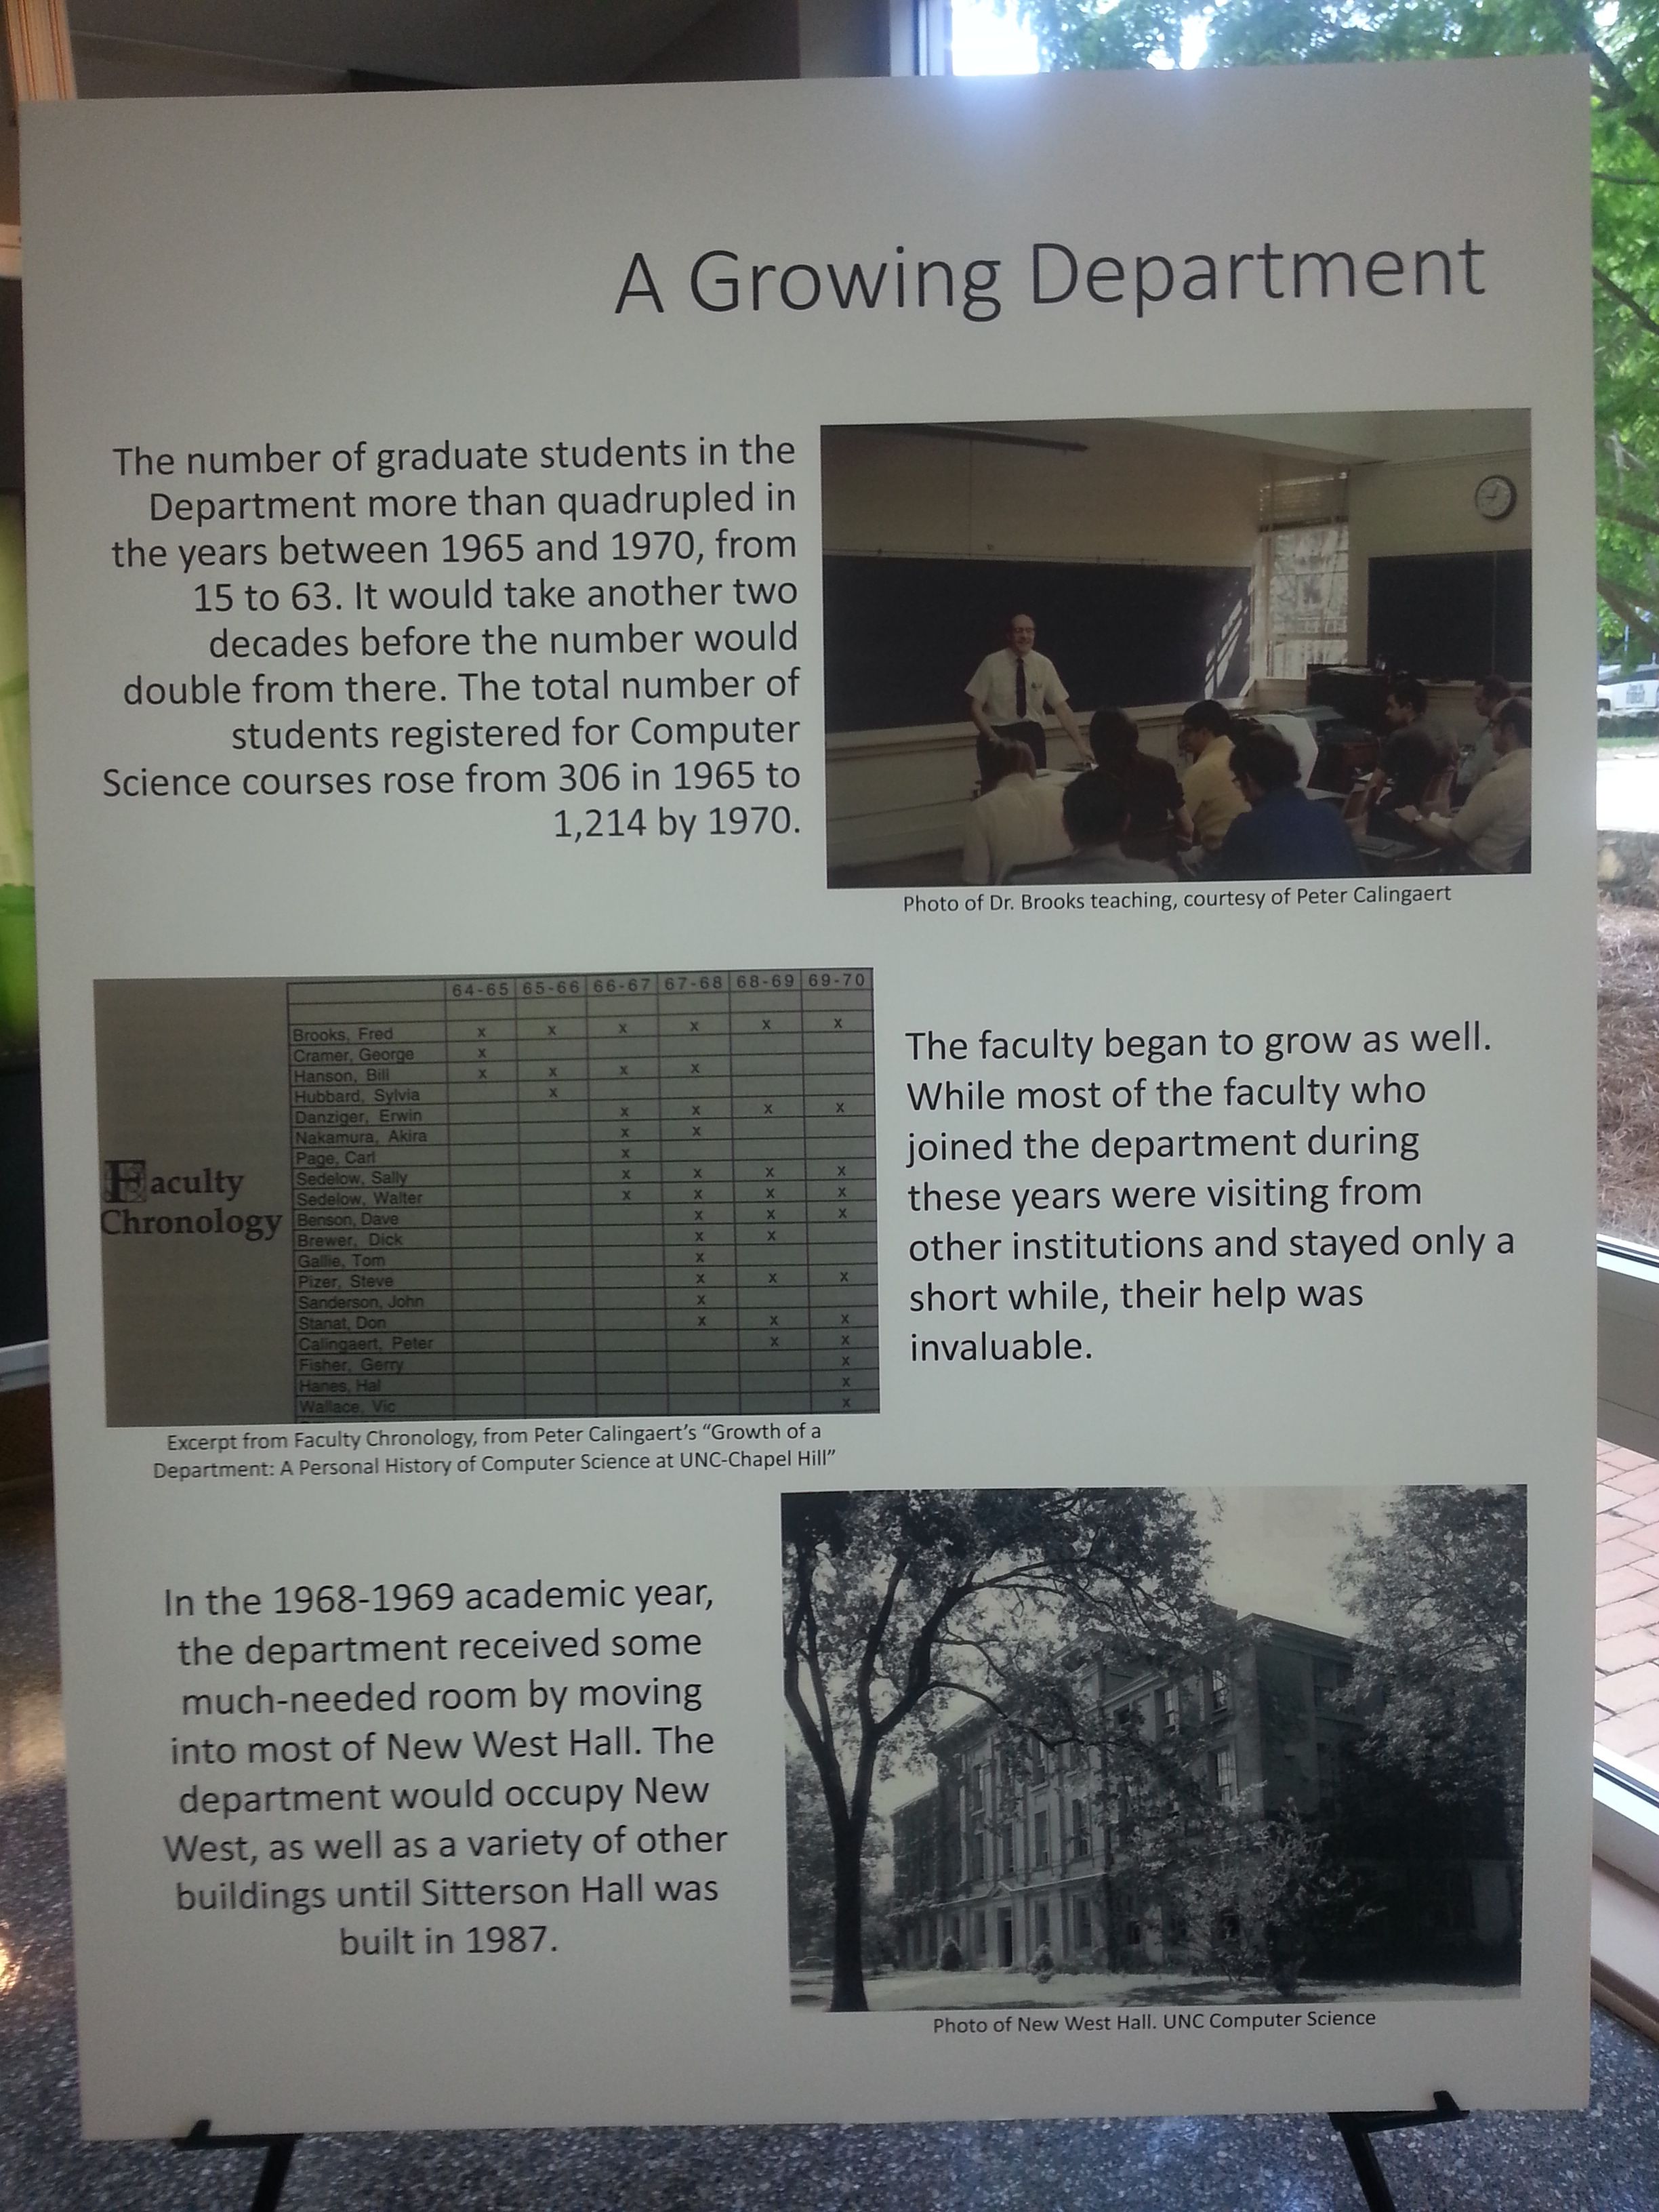 A Growing Department
The number of graduate students in the
Department more than quadrupled in
the years between 1965 and 1970, from
15 to 63. It would take another two
decades before the number would
double from there. The total number of
students registered for Computer
Science courses rose from 306 in 1965 to
1,214 by 1970.
Photo of Dr. Brooks teaching, courtesy of Peter Calingaert
Faculty
Chronology
64-65 65-66 66-67 67-68 68-69 69-70
Brooks, Fred x x x x x x
Cramer, George x
Hanson, Bill x x x x
Hubbard, Sylvia x
Danziger, Erwin x x x x
Nakamura, Akira x x
Page, Carl x
Sedelow, Sally x x x x
Sedelow, Walter x x x x
Benson, Dave x x x
Brewer, Dick x x
Gallie, Tom x
Pizer, Steve x x x
Sanderson, John x
Stanat, Don x x x
Calingaert, Peter x x
Fisher, Gerry x
Hanes, Hal x
Wallace, Vic x
Excerpt from Faculty Chronology, from Peter Calingaert's "Growth of a
Department: A Personal History of Computer Science at UNC-Chapel Hill"
The faculty began to grow as well.
While most of the faculty who
joined the department during
these years were visiting from
other institutions and stayed only a
short while, their help was
invaluable.
In the 1968-1969 academic year,
the department received some
much-needed room by moving
into most of New West Hall. The
department would occupy New
West, as well as a variety of other
buildings until Sitterson Hall was
built in 1987.
Photo of New West Hall. UNC Computer Science